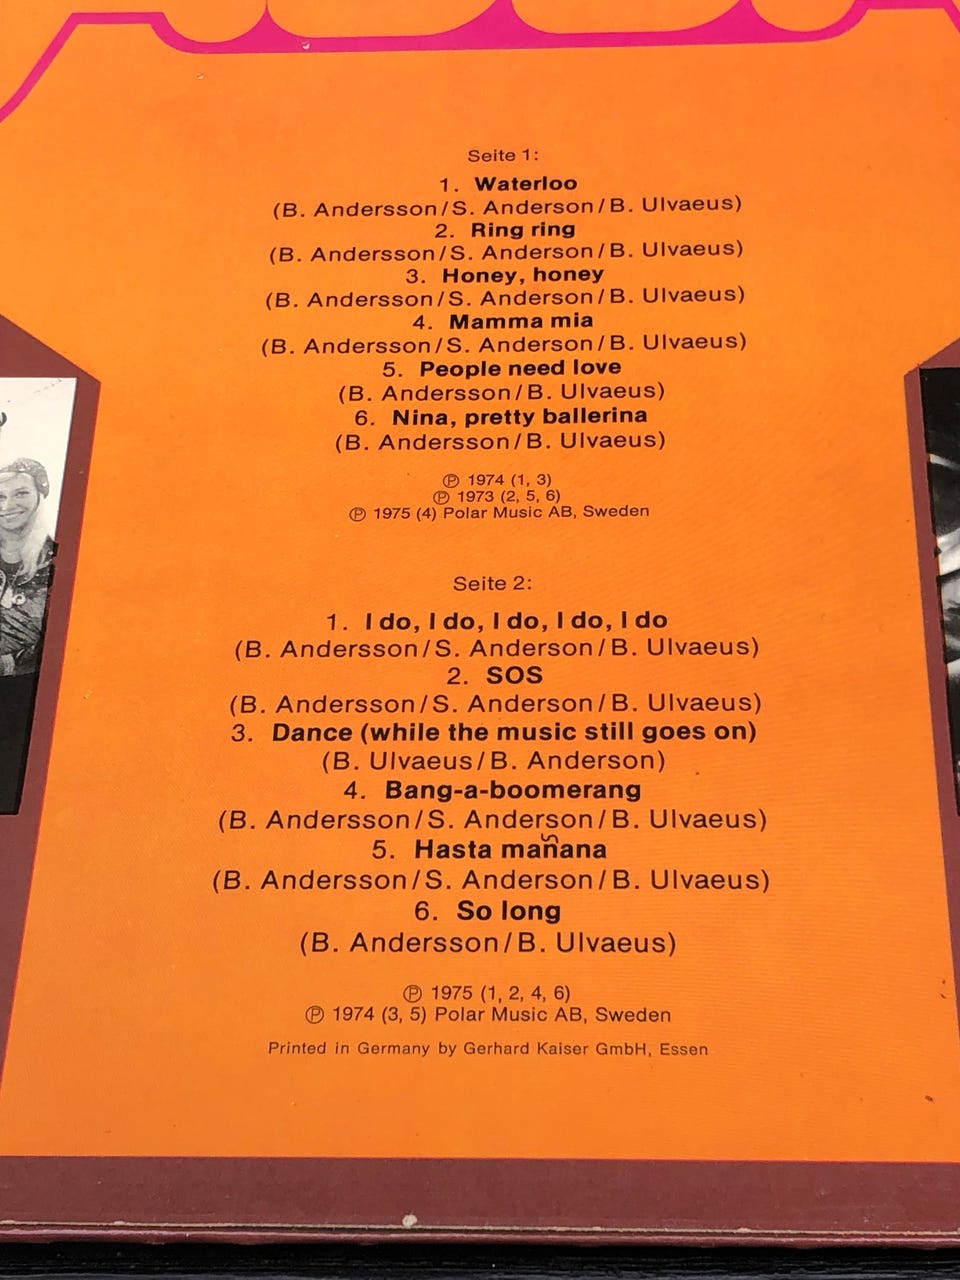 Seite 1:
1. Waterloo
(B. Andersson/S. Anderson/B. Ulvaeus)
2. Ring ring
(B. Andersson/S. Anderson/B. Ulvaeus)
3. Honey, honey
(B. Andersson/S. Anderson/B. Ulvaeus)
4. Mamma mia
(B. Andersson/S. Anderson/B. Ulvaeus)
5. People need love
(B. Andersson/B. Ulvaeus)
6. Nina, pretty ballerina
(B. Andersson/B. Ulvaeus)
℗ 1974 (1, 3)
℗ 1973 (2, 5, 6)
℗ 1975 (4) Polar Music AB, Sweden
Seite 2:
1. I do, I do, I do, I do, I do
(B. Andersson/S. Anderson/B. Ulvaeus)
2. SOS
(B. Andersson/S. Anderson/B. Ulvaeus)
3. Dance (while the music still goes on)
(B. Ulvaeus/B. Anderson)
4. Bang-a-boomerang
(B. Andersson/S. Anderson/B. Ulvaeus)
5. Hasta mañana
(B. Andersson/S. Anderson/B. Ulvaeus)
6. So long
(B. Andersson/B. Ulvaeus)
℗ 1975 (1, 2, 4, 6)
℗ 1974 (3, 5) Polar Music AB, Sweden
Printed in Germany by Gerhard Kaiser GmbH, Essen